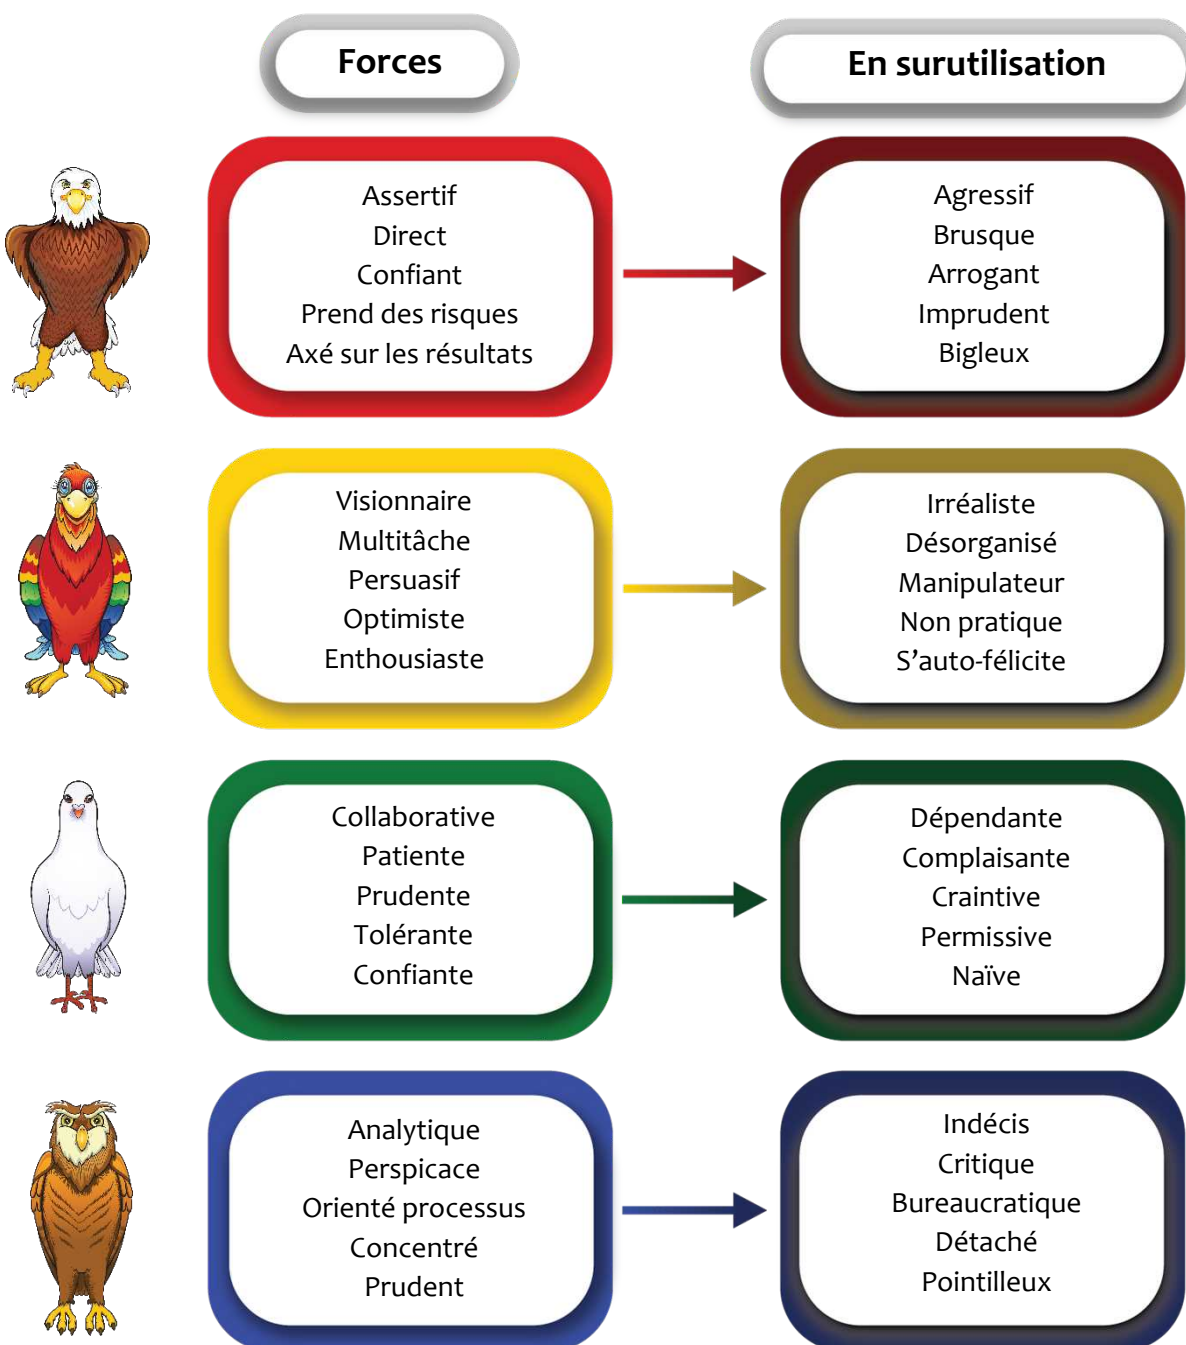 Forces
En surutilisation
Assertif
Direct
Confiant
Prend des risques
Axé sur les résultats
Agressif
Brusque
Arrogant
Imprudent
Bigleux
Visionnaire
Multitâche
Persuasif
Optimiste
Enthousiaste
Irréaliste
Désorganisé
Manipulateur
Non pratique
S’auto-félicite
Collaborative
Patiente
Prudente
Tolérante
Confiante
Dépendante
Complaisante
Craintive
Permissive
Naïve
Analytique
Perspicace
Orienté processus
Concentré
Prudent
Indécis
Critique
Bureaucratique
Détaché
Pointilleux